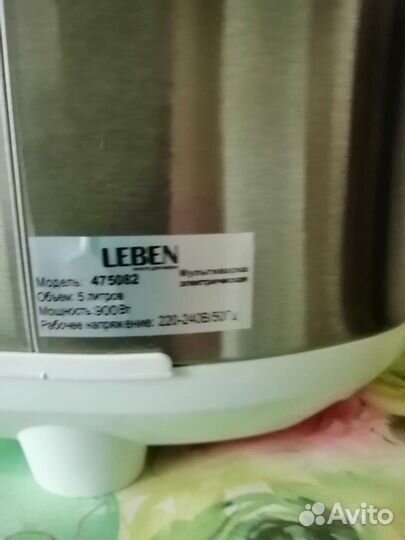 LEBEN
Мультиварка
электрическая
Модель: 475082
Объем: 5 литров
Мощность: 900Вт
Рабочее напряжение: 220-240В/50Гц
Avito